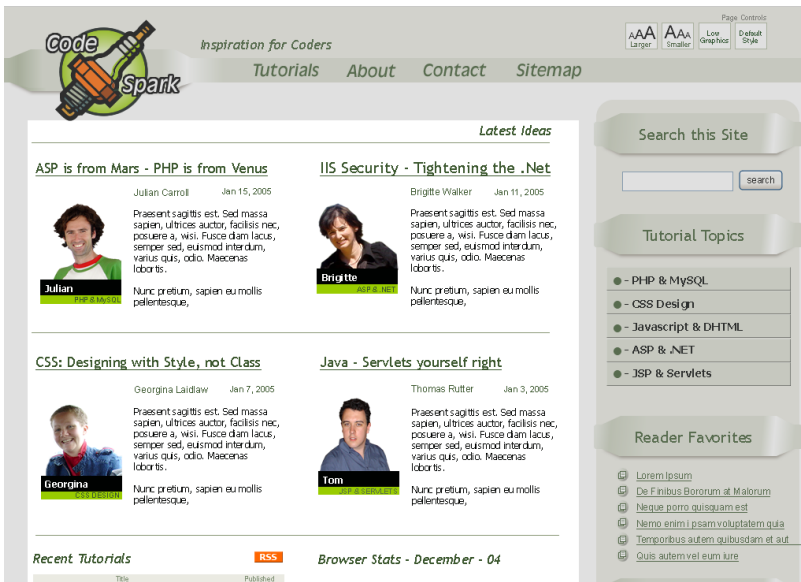 Page Controls
Code
Spark
Inspiration for Coders
AAA
Larger
AAA
Smaller
Low
Graphics
Default
Style
Tutorials About Contact Sitemap
Latest Ideas
ASP is from Mars - PHP is from Venus
Julian Carroll Jan 15, 2005
Praesent sagittis est. Sed massa
sapien, ultrices auctor, facilisis nec,
posuere a, wisi. Fusce diam lacus,
semper sed, euismod interdum,
varius quis, odio. Maecenas
lobortis.
Nunc pretium, sapien eu mollis
pellentesque,
Julian
PHP & MySQL
IIS Security - Tightening the .Net
Brigitte Walker Jan 11, 2005
Praesent sagittis est. Sed massa
sapien, ultrices auctor, facilisis nec,
posuere a, wisi. Fusce diam lacus,
semper sed, euismod interdum,
varius quis, odio. Maecenas
lobortis.
Nunc pretium, sapien eu mollis
pellentesque,
Brigitte
ASP & .NET
CSS: Designing with Style, not Class
Georgina Laidlaw Jan 7, 2005
Praesent sagittis est. Sed massa
sapien, ultrices auctor, facilisis nec,
posuere a, wisi. Fusce diam lacus,
semper sed, euismod interdum,
varius quis, odio. Maecenas
lobortis.
Nunc pretium, sapien eu mollis
pellentesque,
Georgina
CSS DESIGN
Java - Servlets yourself right
Thomas Rutter Jan 3, 2005
Praesent sagittis est. Sed massa
sapien, ultrices auctor, facilisis nec,
posuere a, wisi. Fusce diam lacus,
semper sed, euismod interdum,
varius quis, odio. Maecenas
lobortis.
Nunc pretium, sapien eu mollis
pellentesque,
Tom
JSP & SERVLETS
Recent Tutorials RSS
Title Published
Browser Stats - December - 04
Search this Site
search
Tutorial Topics
- PHP & MySQL
- CSS Design
- Javascript & DHTML
- ASP & .NET
- JSP & Servlets
Reader Favorites
Lorem Ipsum
De Finibus Bororum at Malorum
Neque porro quisquam est
Nemo enim ipsam voluptatem quia
Temporibus autem quibusdam et aut
Quis autem vel eum iure